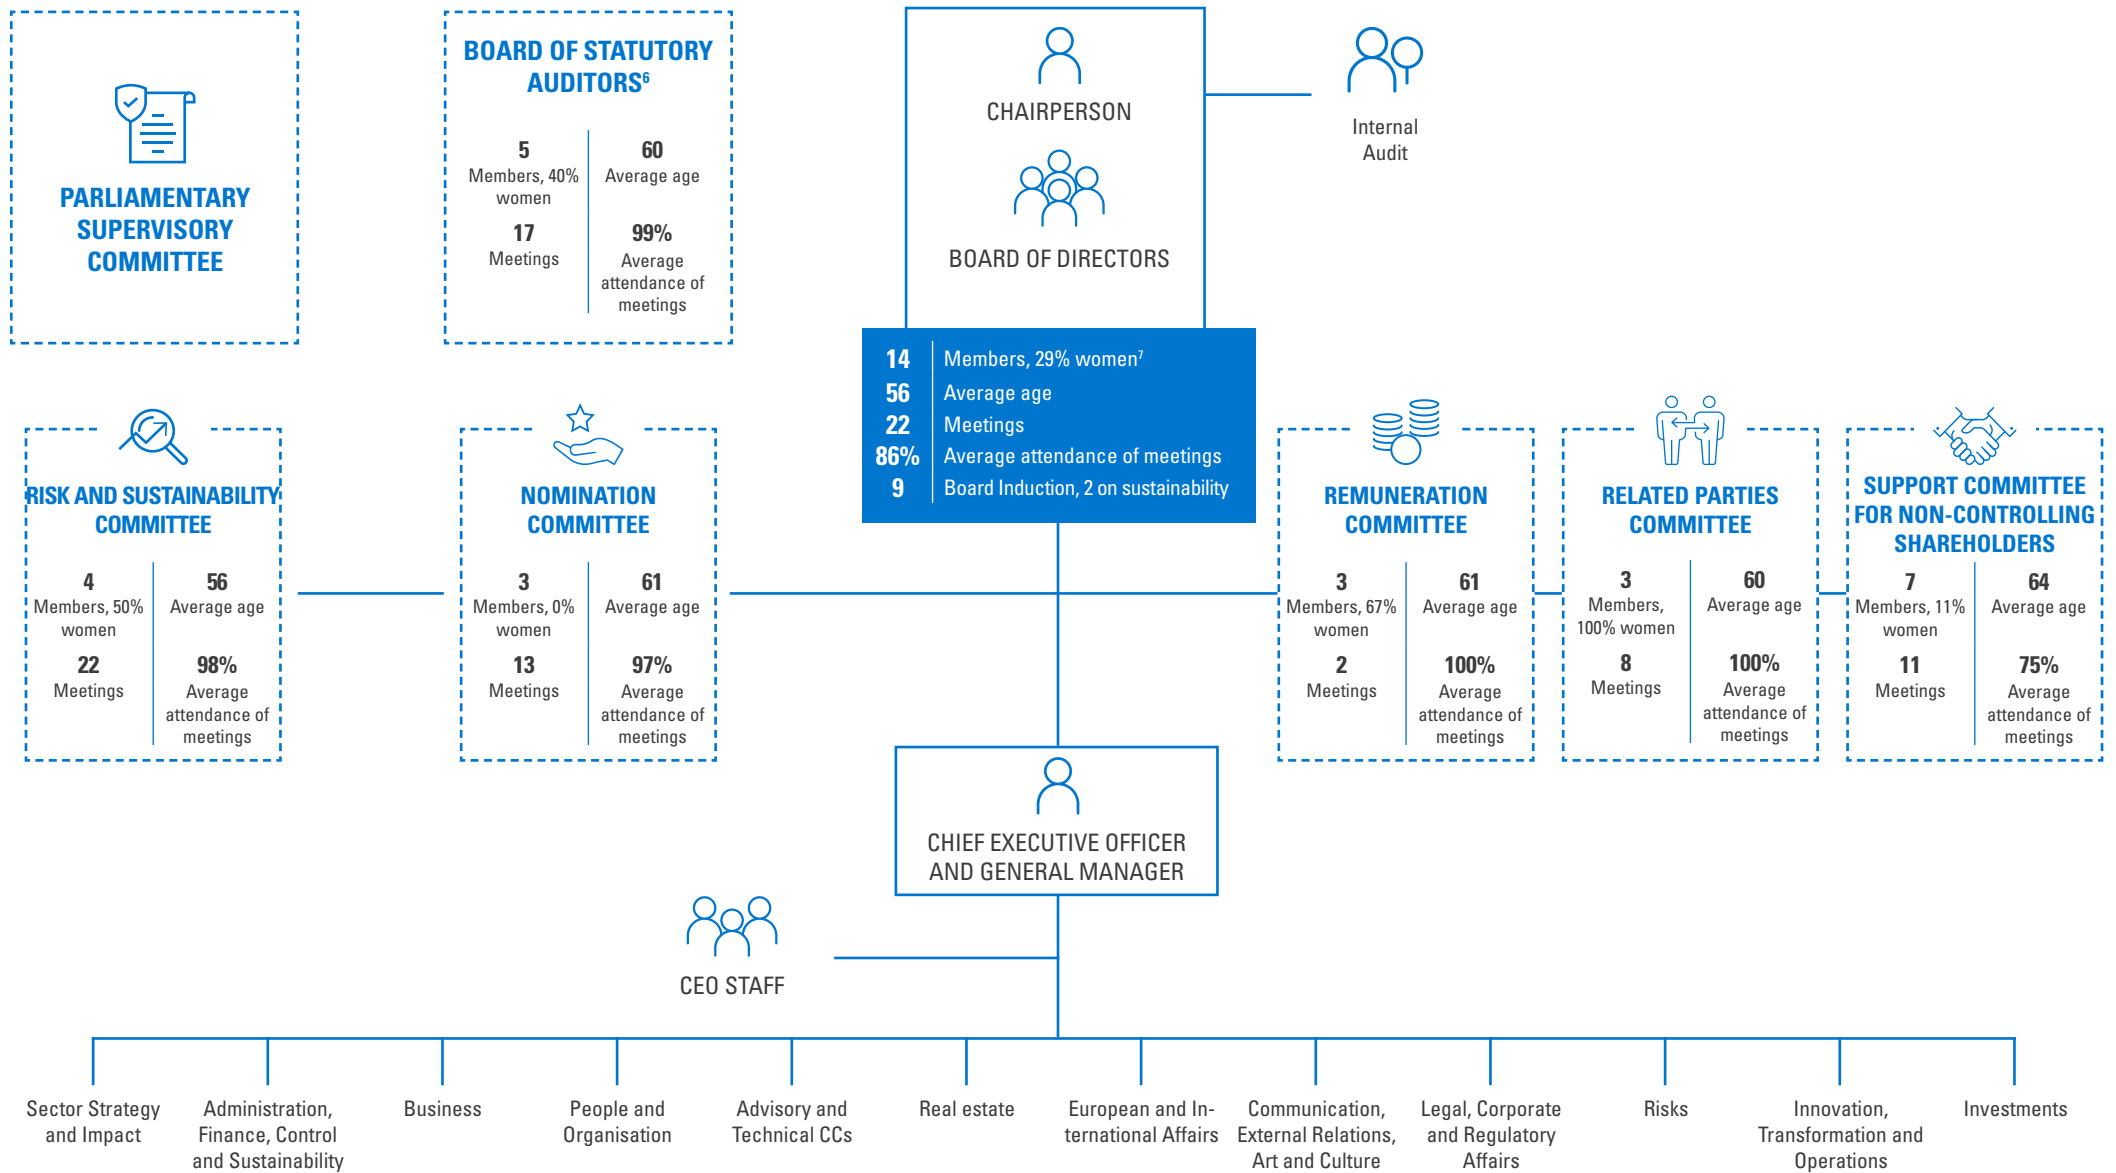 PARLIAMENTARY
SUPERVISORY
COMMITTEE
BOARD OF STATUTORY
AUDITORS⁶
5
Members, 40%
women
60
Average age
17
Meetings
99%
Average
attendance of
meetings
CHAIRPERSON
BOARD OF DIRECTORS
Internal
Audit
14 Members, 29% women⁷
56 Average age
22 Meetings
86% Average attendance of meetings
9 Board Induction, 2 on sustainability
RISK AND SUSTAINABILITY
COMMITTEE
4
Members, 50%
women
56
Average age
22
Meetings
98%
Average
attendance of
meetings
NOMINATION
COMMITTEE
3
Members, 0%
women
61
Average age
13
Meetings
97%
Average
attendance of
meetings
REMUNERATION
COMMITTEE
3
Members, 67%
women
61
Average age
2
Meetings
100%
Average
attendance of
meetings
RELATED PARTIES
COMMITTEE
3
Members,
100% women
60
Average age
8
Meetings
100%
Average
attendance of
meetings
SUPPORT COMMITTEE
FOR NON-CONTROLLING
SHAREHOLDERS
7
Members, 11%
women
64
Average age
11
Meetings
75%
Average
attendance of
meetings
CHIEF EXECUTIVE OFFICER
AND GENERAL MANAGER
CEO STAFF
Sector Strategy
and Impact
Administration,
Finance, Control
and Sustainability
Business
People and
Organisation
Advisory and
Technical CCs
Real estate
European and In-
ternational Affairs
Communication,
External Relations,
Art and Culture
Legal, Corporate
and Regulatory
Affairs
Risks
Innovation,
Transformation and
Operations
Investments